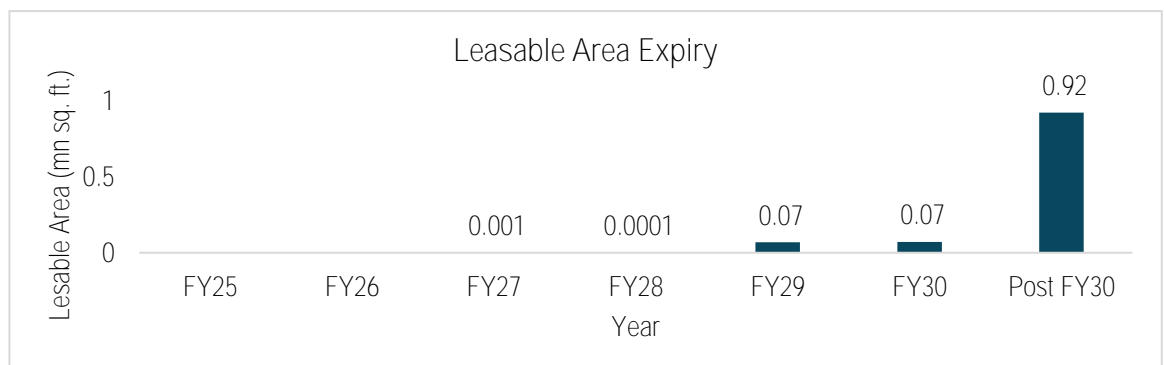 Leasable Area Expiry
Lesable Area (mn sq. ft.)
1
0.5
0
0.001
0.0001
0.07
0.07
0.92
FY25 FY26 FY27 FY28 FY29 FY30 Post FY30
Year